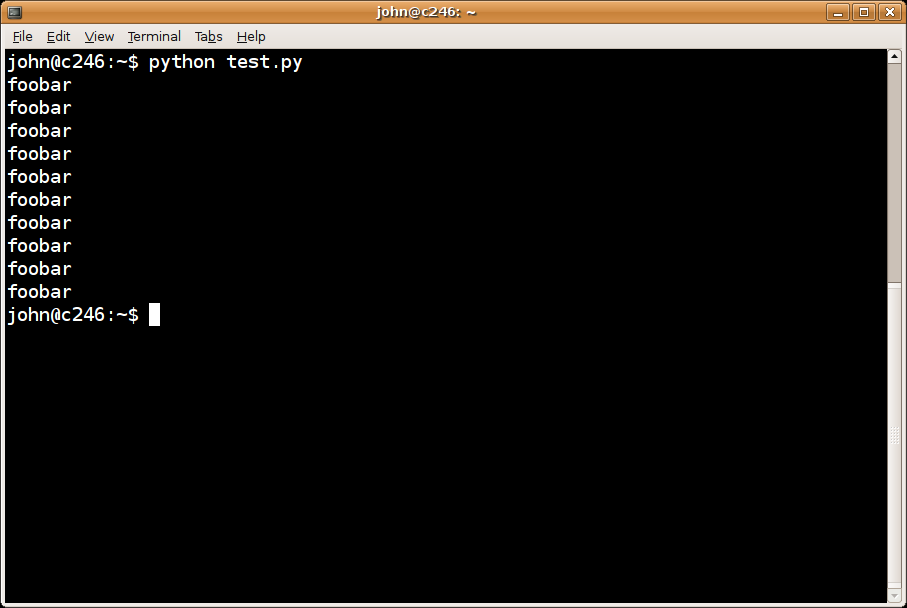 john@c246: ~
File Edit View Terminal Tabs Help
john@c246:~$ python test.py
foobar
foobar
foobar
foobar
foobar
foobar
foobar
foobar
foobar
foobar
john@c246:~$